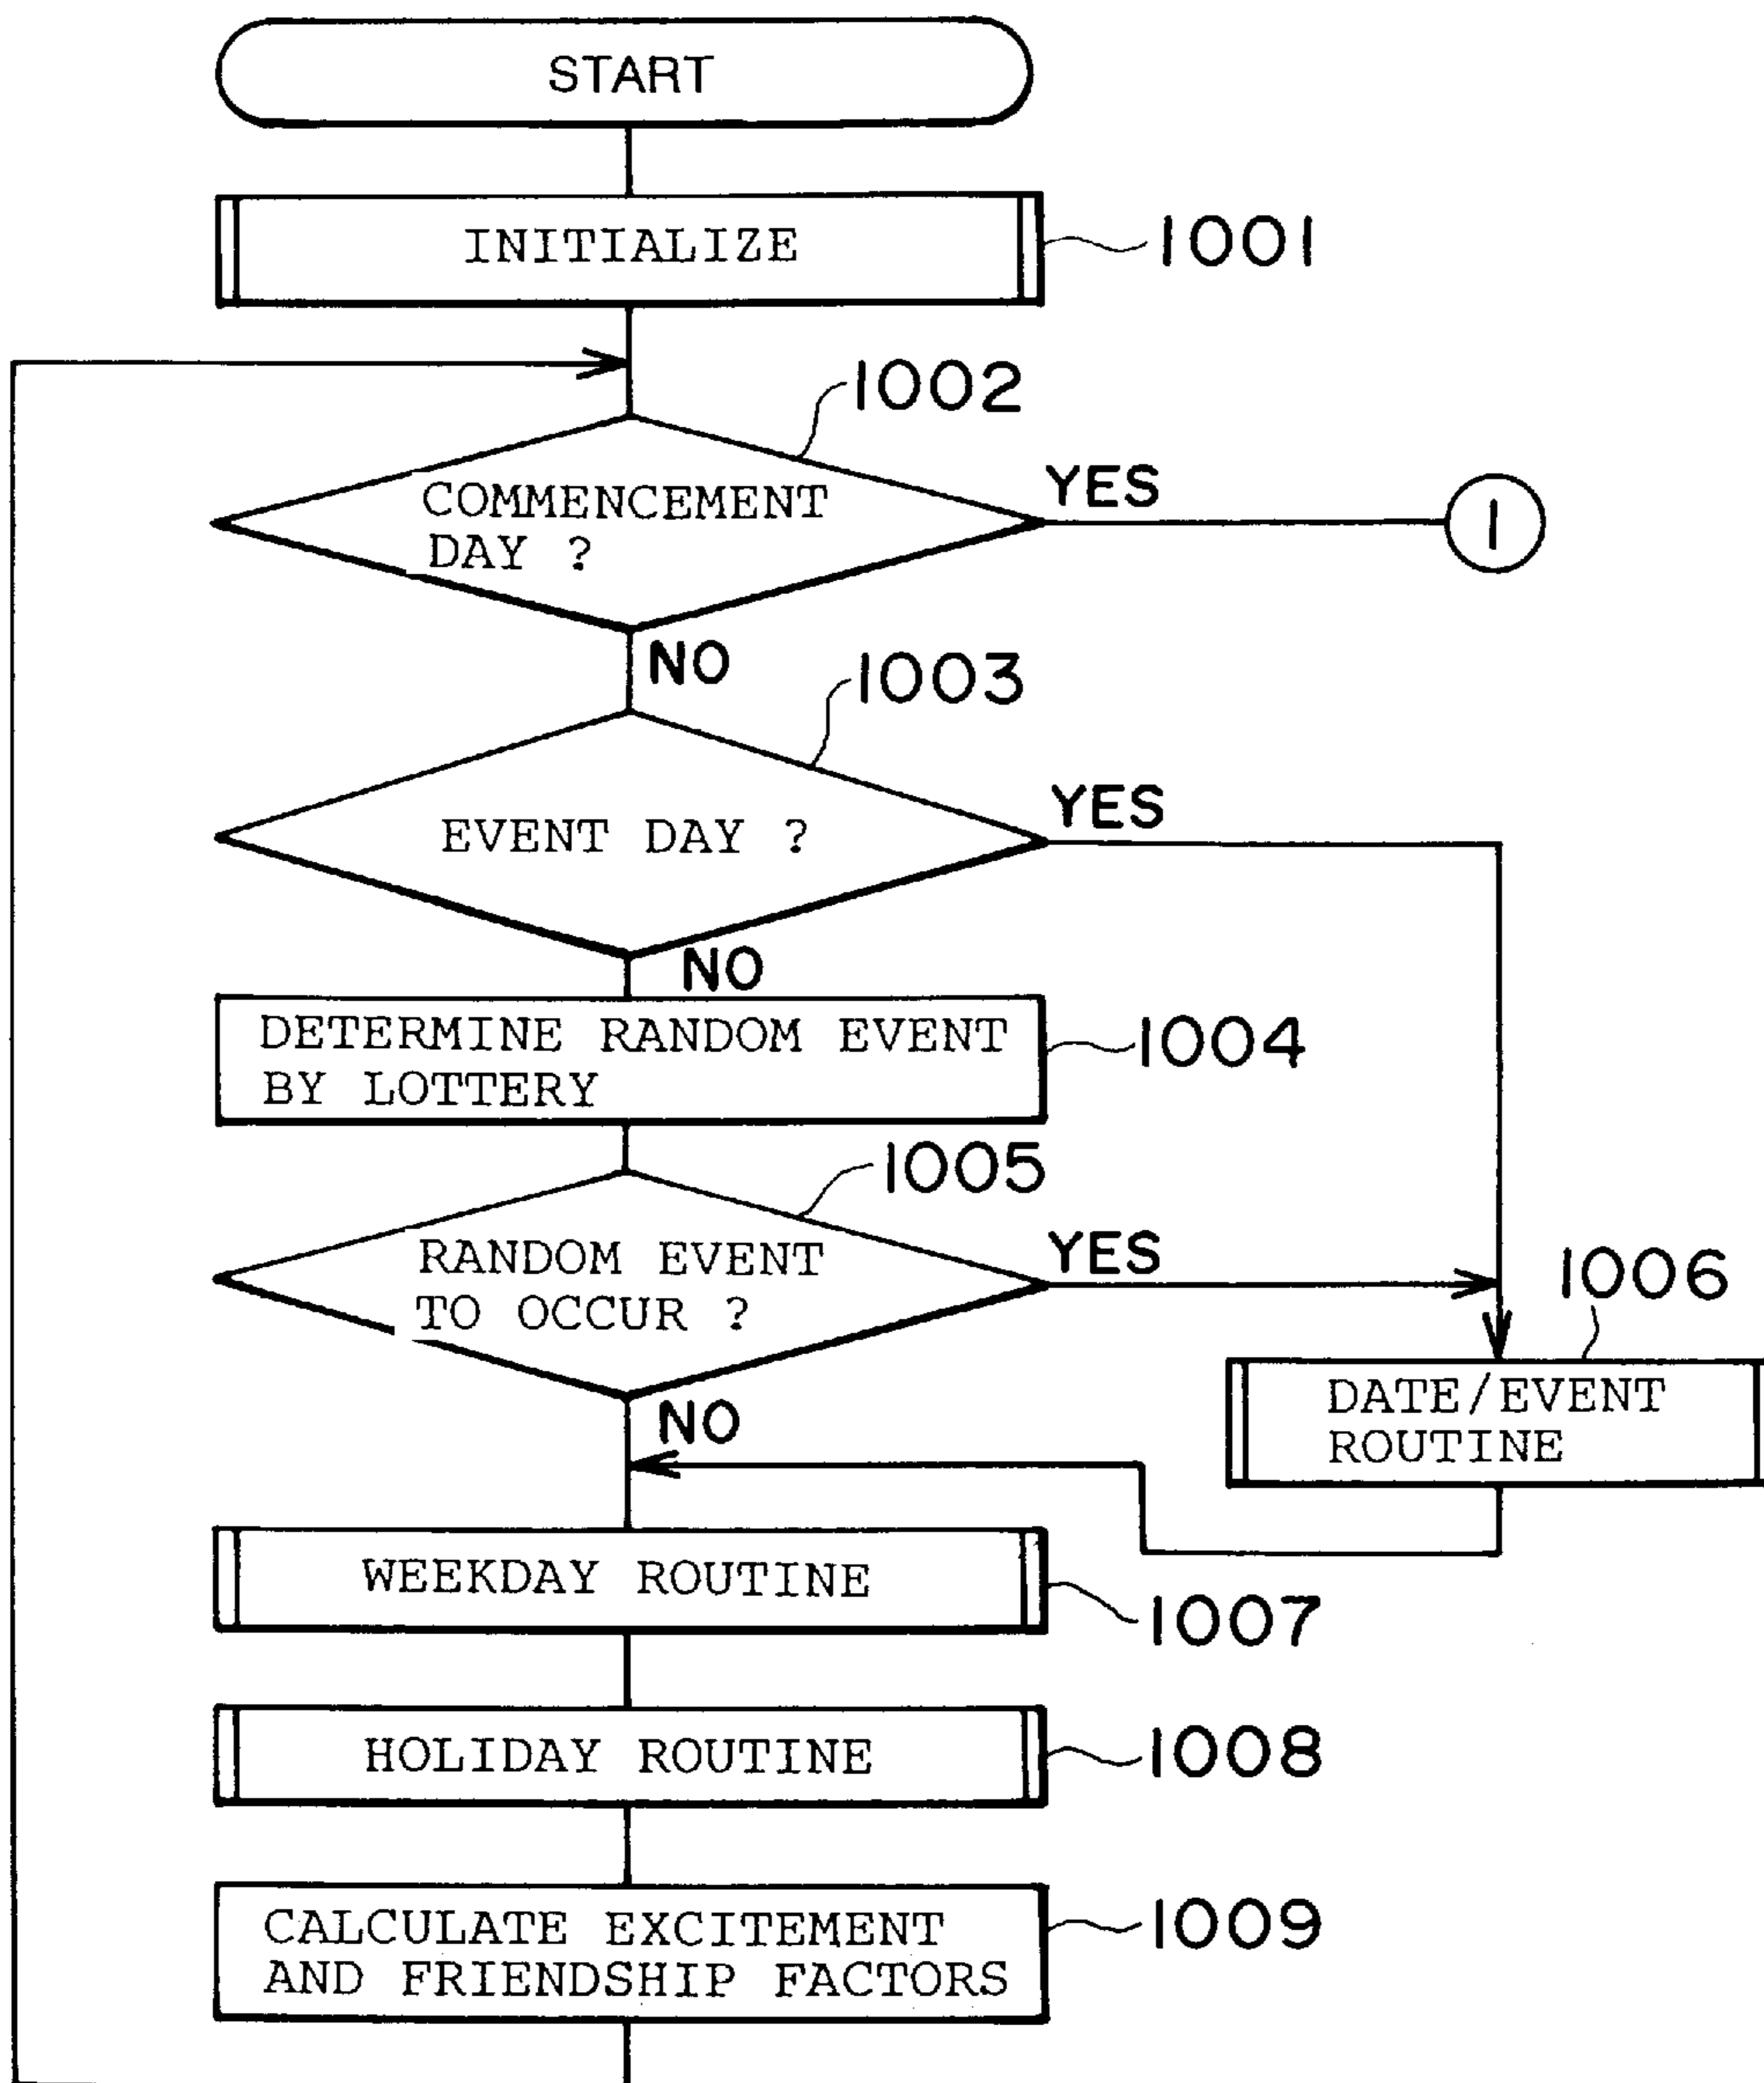 START
INITIALIZE
1001
1002
COMMENCEMENT
DAY ?
YES
1
NO
1003
EVENT DAY ?
YES
NO
DETERMINE RANDOM EVENT
BY LOTTERY
1004
1005
RANDOM EVENT
TO OCCUR ?
YES
1006
DATE/EVENT
ROUTINE
NO
WEEKDAY ROUTINE
1007
HOLIDAY ROUTINE
1008
CALCULATE EXCITEMENT
AND FRIENDSHIP FACTORS
1009